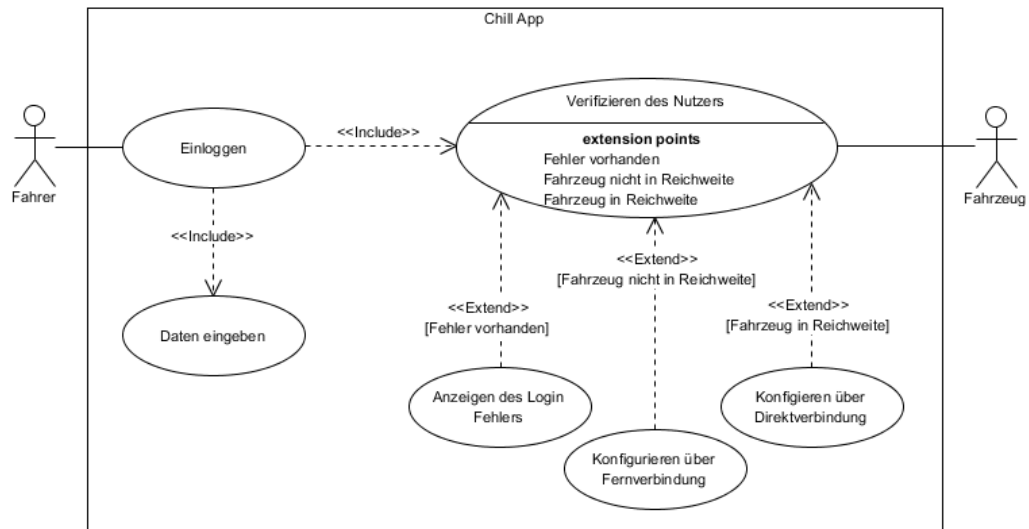 Chill App
Verifizieren des Nutzers
<<Include>>
extension points
Einloggen
Fehler vorhanden
Fahrzeug nicht in Reichweite
Fahrer
Fahrzeug in Reichweite
Fahrzeug
<<Include>>
<<Extend>>
[Fahrzeug nicht in Reichweite]
<<Extend>>
[Fehler vorhanden]
<<Extend>>
[Fahrzeug in Reichweite]
Daten eingeben
Anzeigen des Login
Fehlers
Konfigieren über
Direktverbindung
Konfigurieren über
Fernverbindung